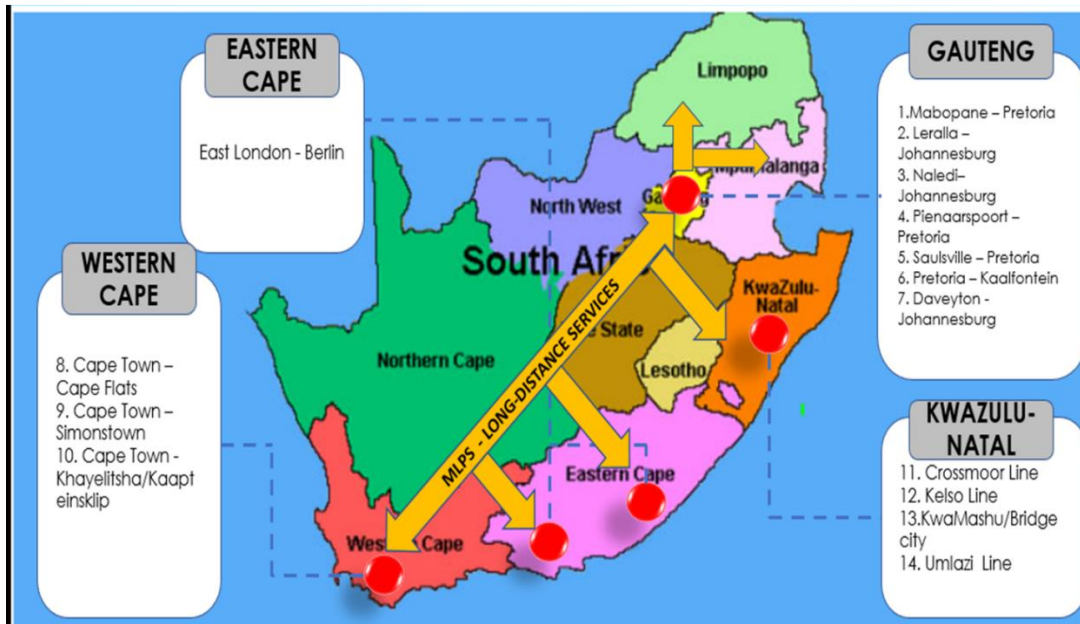 EASTERN
CAPE
East London - Berlin
WESTERN
CAPE
8. Cape Town –
Cape Flats
9. Cape Town –
Simonstown
10. Cape Town -
Khayelitsha/Kaapt
einsklip
GAUTENG
1.Mabopane – Pretoria
2. Leralla –
Johannesburg
3. Naledi–
Johannesburg
4. Pienaarspoort –
Pretoria
5. Saulsville – Pretoria
6. Pretoria – Kaalfontein
7. Daveyton -
Johannesburg
KWAZULU-
NATAL
11. Crossmoor Line
12. Kelso Line
13.KwaMashu/Bridge
city
14. Umlazi Line
Limpopo
North West
South Afri
KwaZulu-
Natal
State
Lesotho
Northern Cape
MLPS - LONG-DISTANCE SERVICES
Eastern Cape
Cape